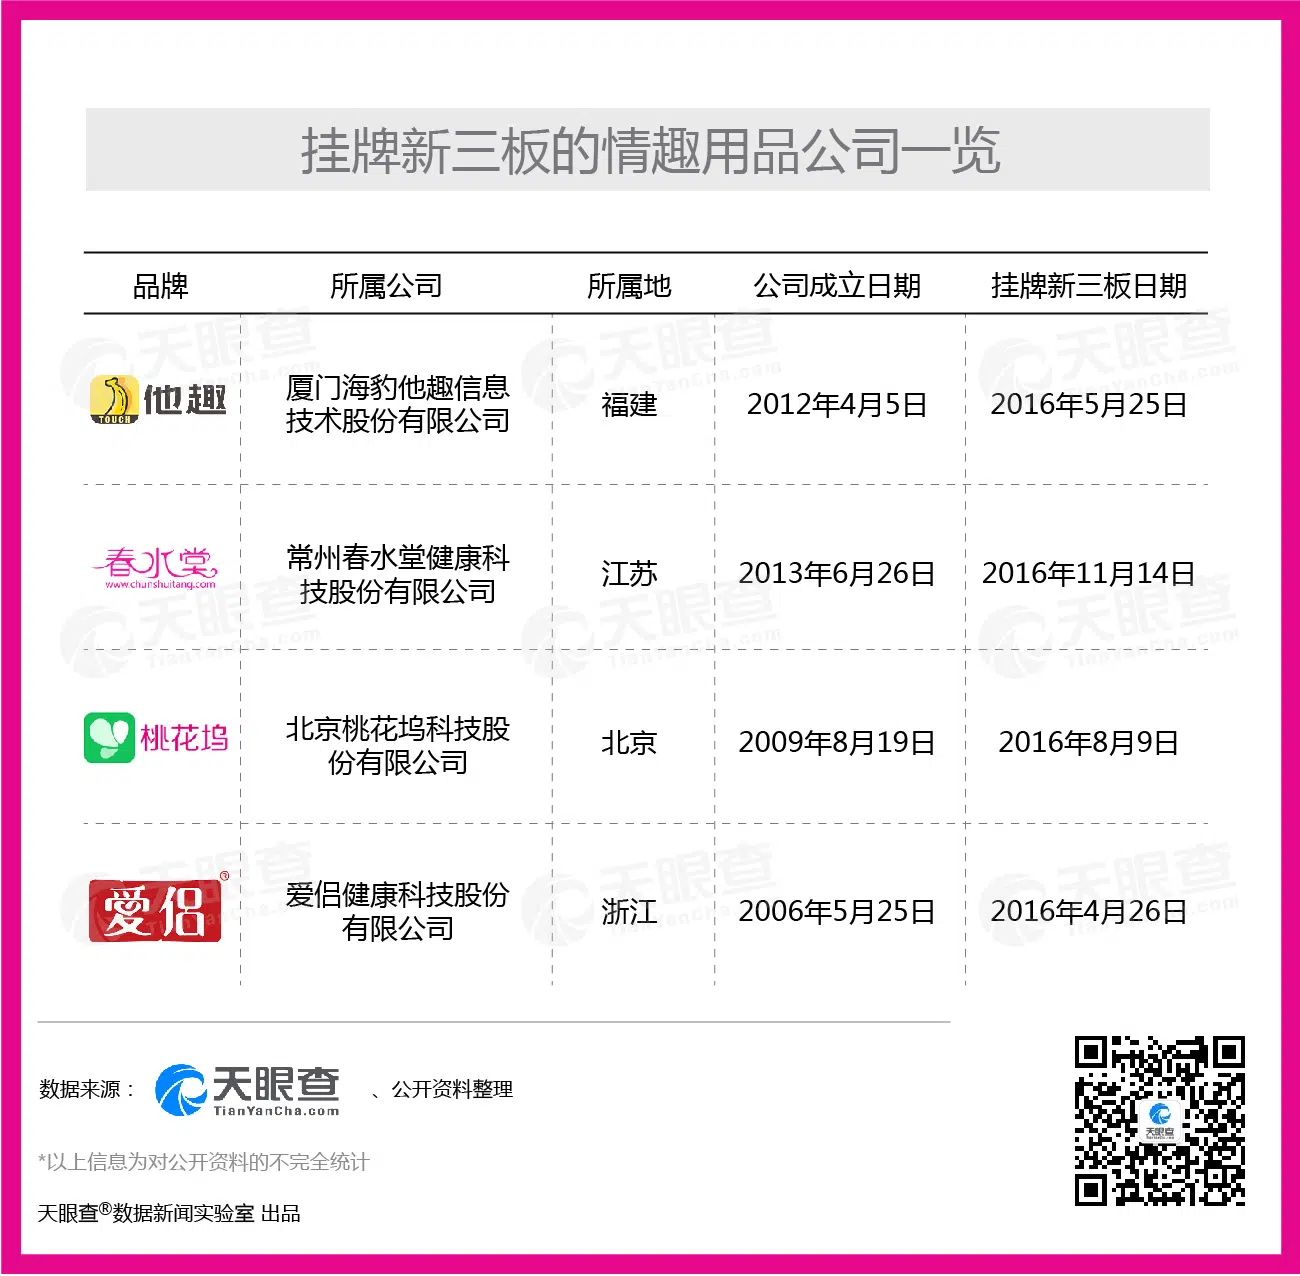 挂牌新三板的情趣用品公司一览
品牌 所属公司 所属地 公司成立日期 挂牌新三板日期
TOUCH 他趣
厦门海豹他趣信息
技术股份有限公司
福建 2012年4月5日 2016年5月25日
春水堂
www.chunshuitang.com
常州春水堂健康科
技股份有限公司
江苏 2013年6月26日 2016年11月14日
桃花坞
北京桃花坞科技股
份有限公司
北京 2009年8月19日 2016年8月9日
爱侣®
爱侣健康科技股份
有限公司
浙江 2006年5月25日 2016年4月26日
数据来源： 天眼查 TianYanCha.com 、公开资料整理
*以上信息为对公开资料的不完全统计
天眼查®数据新闻实验室 出品
天眼查